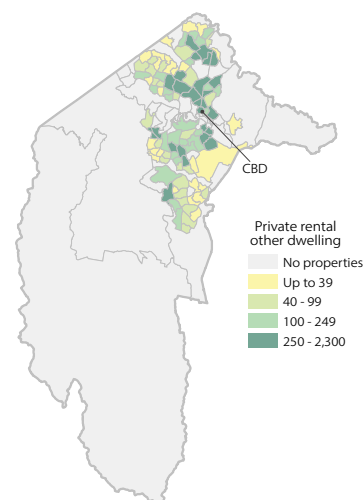 CBD
Private rental
other dwelling
No properties
Up to 39
40 - 99
100 - 249
250 - 2,300